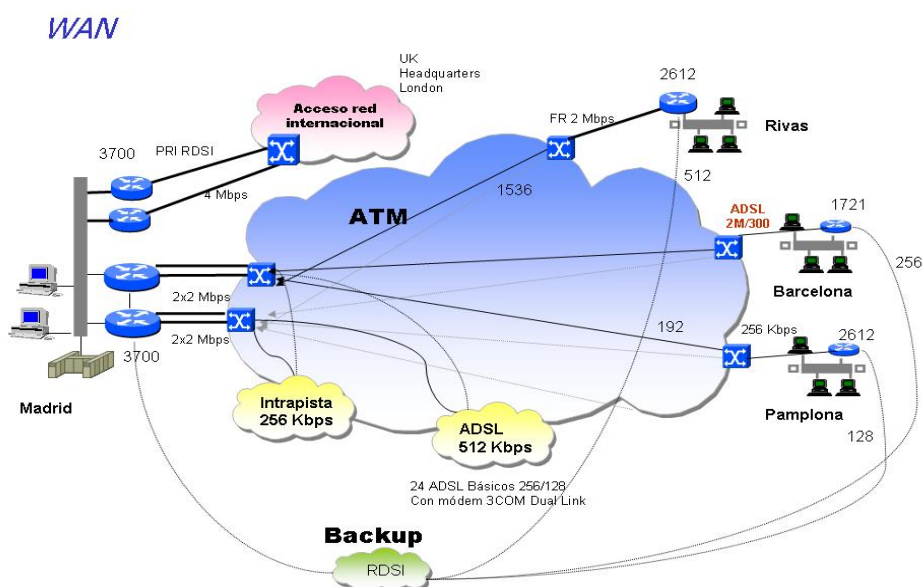 WAN
UK
Headquarters
London
Acceso red
internacional
2612
FR 2 Mbps
Rivas
3700
PRI RDSI
4 Mbps
512
1536
ATM
ADSL
2M/300
1721
256
Barcelona
2x2 Mbps
2x2 Mbps
192
256 Kbps
2612
3700
Madrid
Intrapista
256 Kbps
ADSL
512 Kbps
Pamplona
128
24 ADSL Básicos 256/128
Con módem 3COM Dual Link
Backup
RDSI